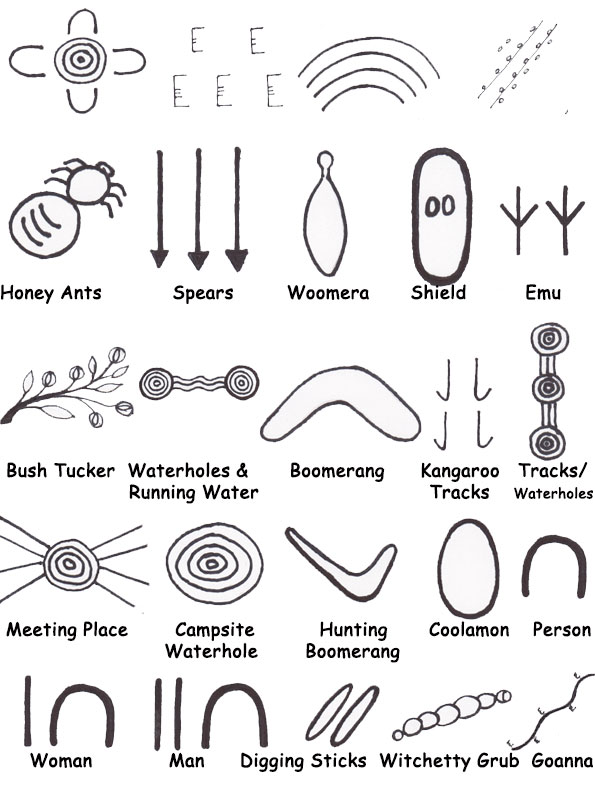 Honey Ants Spears Woomera Shield Emu
Bush Tucker Waterholes & Boomerang Kangaroo Tracks/
Running Water Tracks Waterholes
Meeting Place Campsite Hunting Coolamon Person
Waterhole Boomerang
Woman Man Digging Sticks Witchetty Grub Goanna